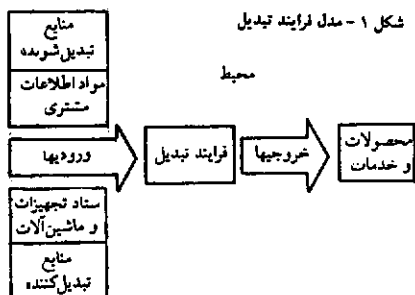 شکل ۱ - مدل فرایند تبدیل
محیط
منابع
تبدیل‌شونده
مواد اطلاعات
مشتری
ورودیها
فرایند تبدیل
خروجیها
محصولات
و خدمات
ستاد تجهیزات
و ماشین‌آلات
منابع
تبدیل‌کننده